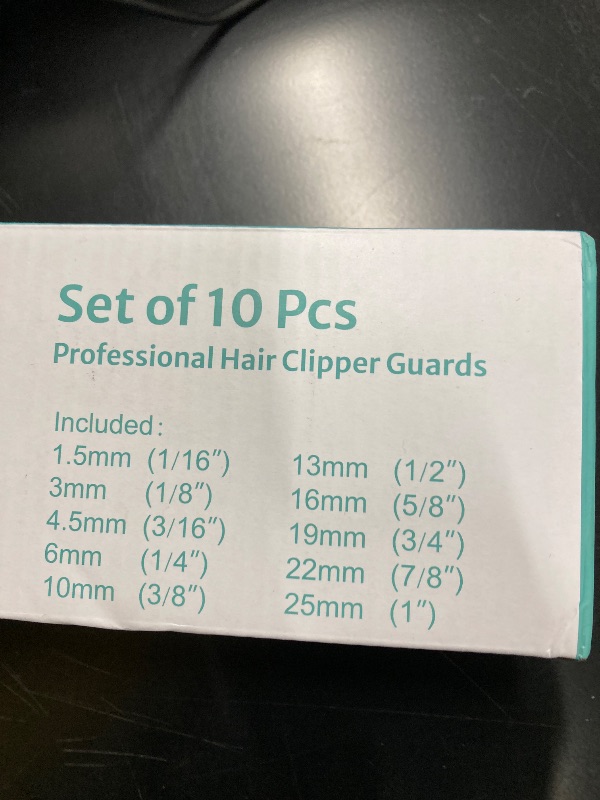 Set of 10 Pcs
Professional Hair Clipper Guards
Included:
1.5mm (1/16″)
3mm (1/8″)
4.5mm (3/16″)
6mm (1/4″)
10mm (3/8″)
13mm (1/2″)
16mm (5/8″)
19mm (3/4″)
22mm (7/8″)
25mm (1″)